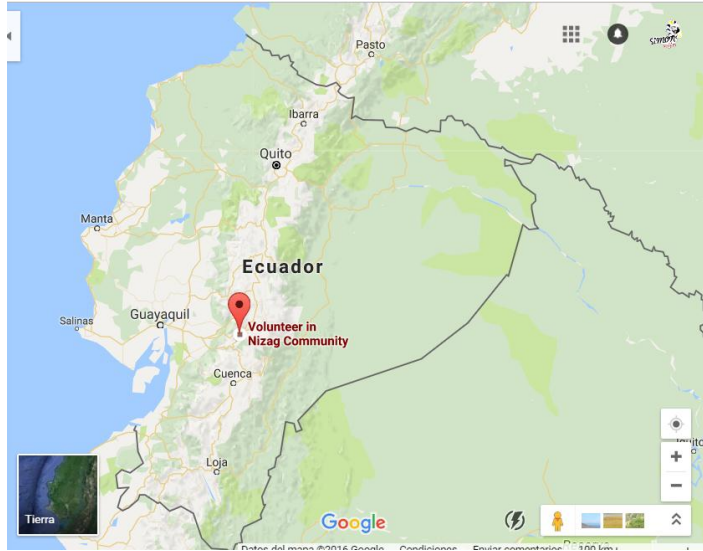 Pasto
simon
Ibarra
Quito
Manta
Ecuador
Salinas
Guayaquil
Volunteer in
Nizag Community
Cuenca
Loja
Tierra
Google
Datos del mapa ©2016 Google Condiciones Enviar comentarios 100 km